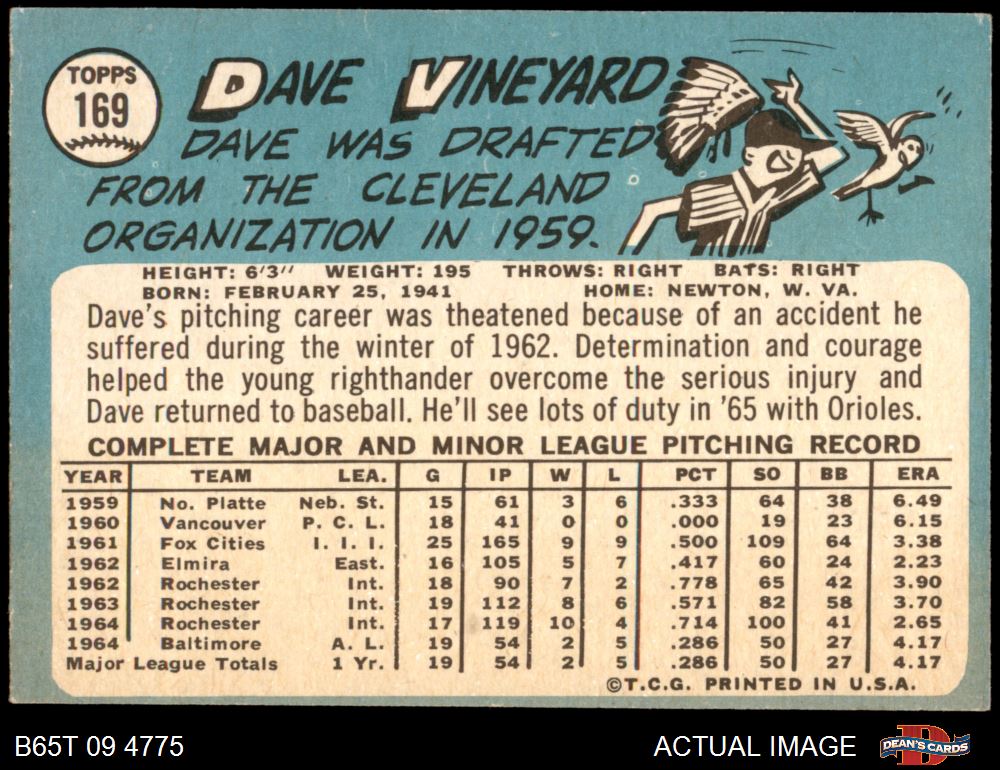 TOPPS
169
DAVE VINEYARD
DAVE WAS DRAFTED
FROM THE CLEVELAND
ORGANIZATION IN 1959.
HEIGHT: 6'3" WEIGHT: 195 THROWS: RIGHT BATS: RIGHT
BORN: FEBRUARY 25, 1941 HOME: NEWTON, W. VA.
Dave's pitching career was theatened because of an accident he
suffered during the winter of 1962. Determination and courage
helped the young righthander overcome the serious injury and
Dave returned to baseball. He'll see lots of duty in '65 with Orioles.
COMPLETE MAJOR AND MINOR LEAGUE PITCHING RECORD
YEAR TEAM LEA. G IP W L PCT SO BB ERA
1959 No. Platte Neb. St. 15 61 3 6 .333 64 38 6.49
1960 Vancouver P. C. L. 18 41 0 0 .000 19 23 6.15
1961 Fox Cities I. I. I. 25 165 9 9 .500 109 64 3.38
1962 Elmira East. 16 105 5 7 .417 60 24 2.23
1962 Rochester Int. 18 90 7 2 .778 65 42 3.90
1963 Rochester Int. 19 112 8 6 .571 82 58 3.70
1964 Rochester Int. 17 119 10 4 .714 100 41 2.65
1964 Baltimore A. L. 19 54 2 5 .286 50 27 4.17
Major League Totals 1 Yr. 19 54 2 5 .286 50 27 4.17
©T.C.G. PRINTED IN U.S.A.
B65T 09 4775 ACTUAL IMAGE DEAN'S CARDS